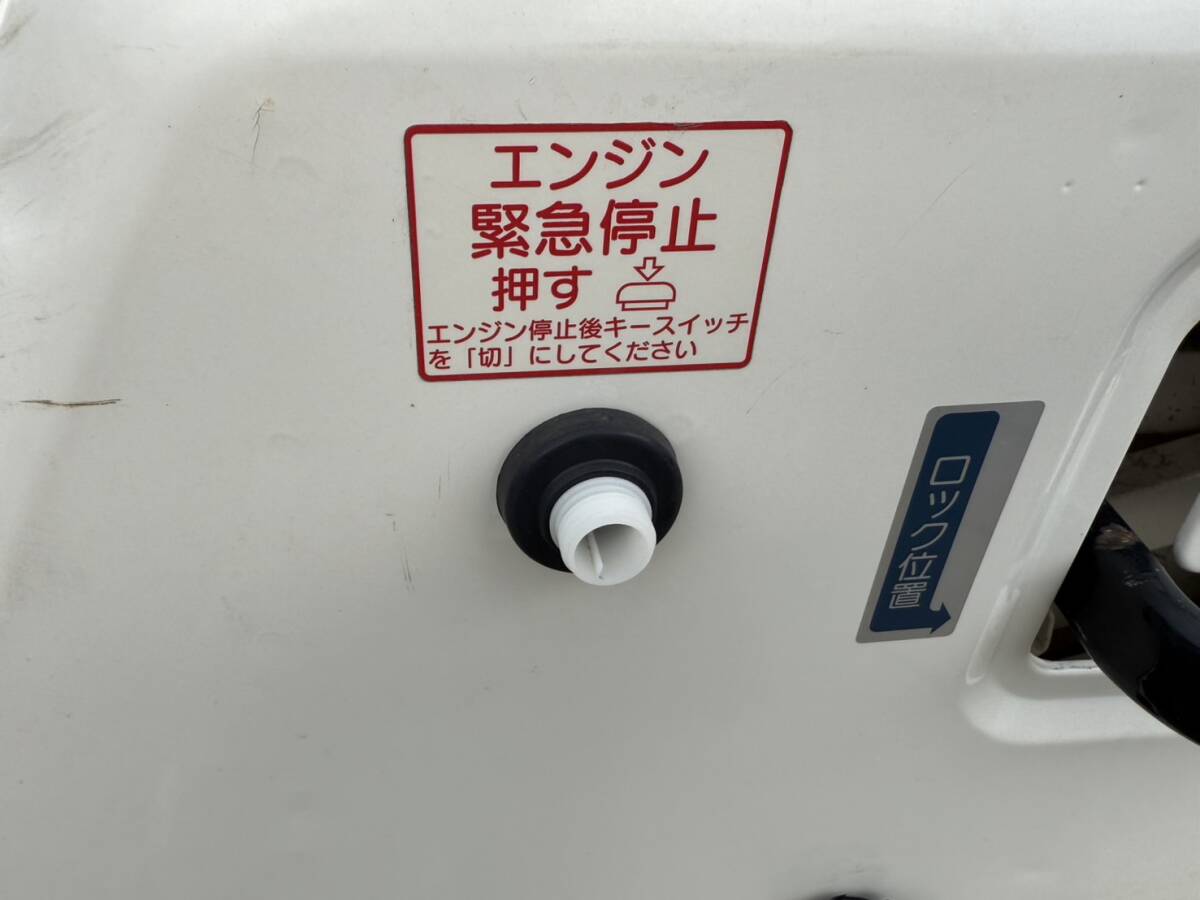 エンジン
緊急停止
押す
エンジン停止後キースイッチ
を「切」にしてください
ロック位置